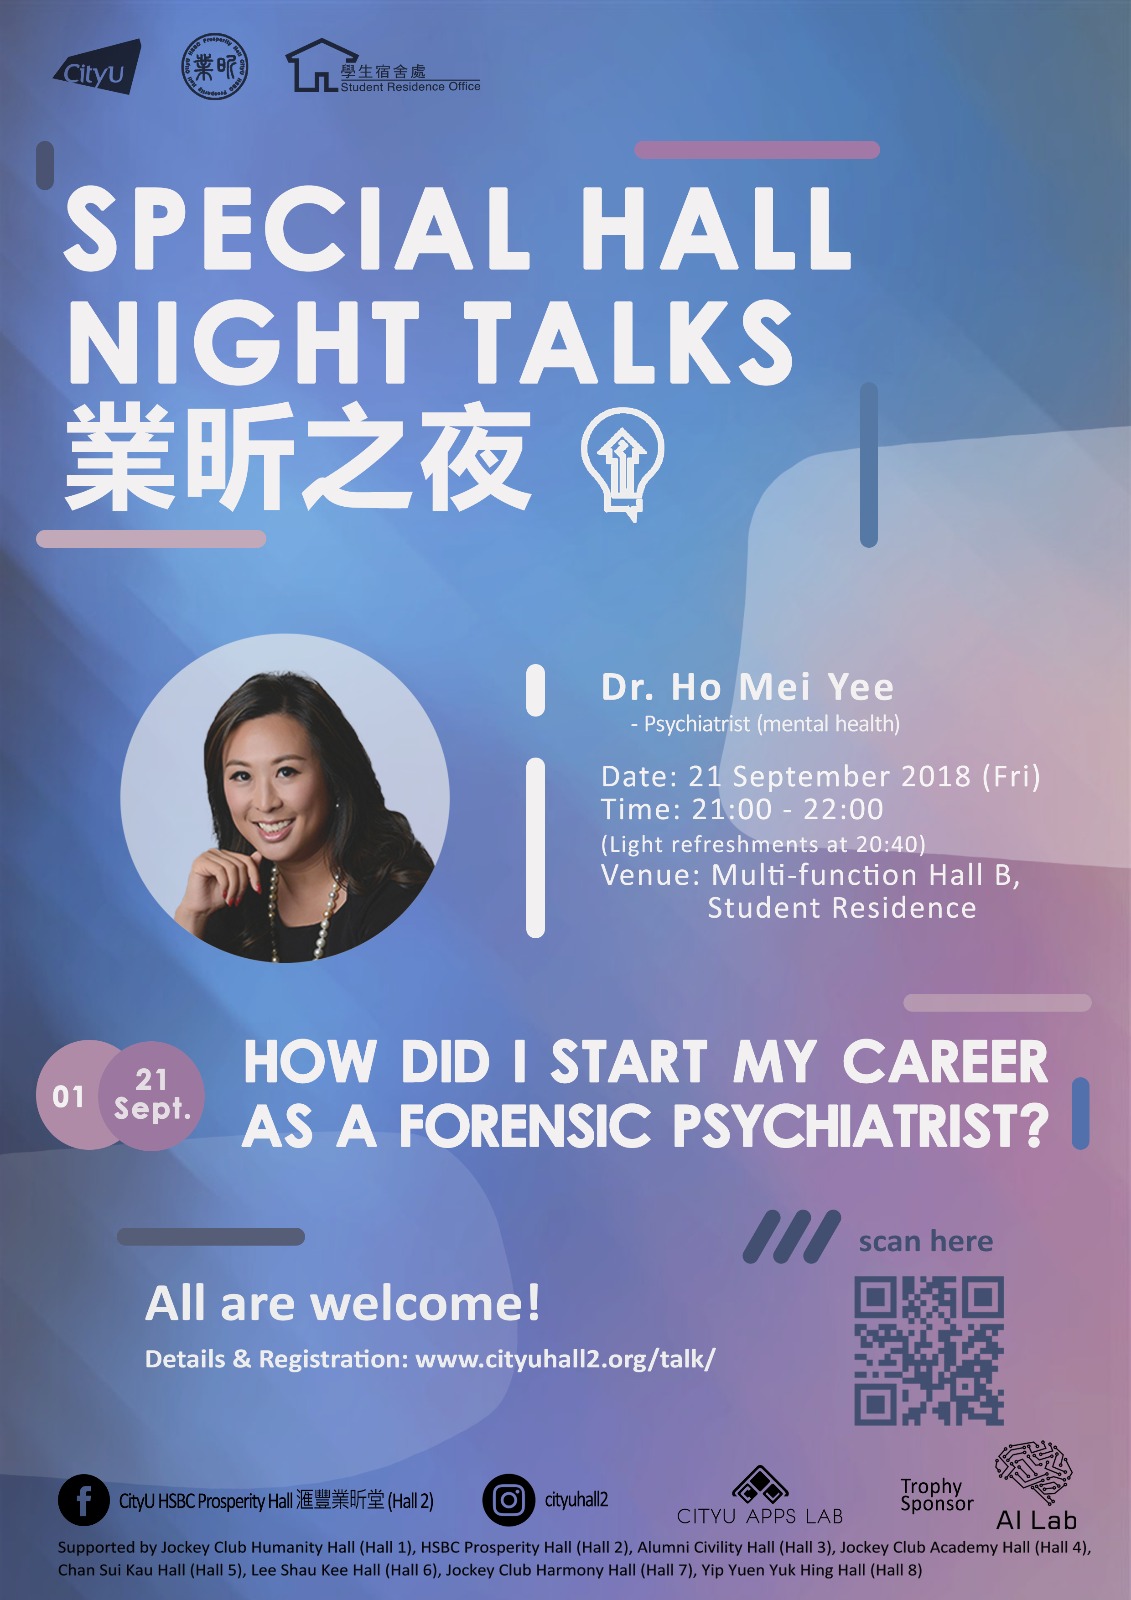 CityU
業昕
HSBC Prosperity Hall CityU
學生宿舍處
Student Residence Office
SPECIAL HALL
NIGHT TALKS
業昕之夜
Dr. Ho Mei Yee
- Psychiatrist (mental health)
Date: 21 September 2018 (Fri)
Time: 21:00 - 22:00
(Light refreshments at 20:40)
Venue: Multi-function Hall B,
Student Residence
01
21
Sept.
HOW DID I START MY CAREER
AS A FORENSIC PSYCHIATRIST?
scan here
All are welcome!
Details & Registration: www.cityuhall2.org/talk/
CityU HSBC Prosperity Hall 滙豐業昕堂 (Hall 2)
cityuhall2
CITYU APPS LAB
Trophy
Sponsor
AI Lab
Supported by Jockey Club Humanity Hall (Hall 1), HSBC Prosperity Hall (Hall 2), Alumni Civility Hall (Hall 3), Jockey Club Academy Hall (Hall 4),
Chan Sui Kau Hall (Hall 5), Lee Shau Kee Hall (Hall 6), Jockey Club Harmony Hall (Hall 7), Yip Yuen Yuk Hing Hall (Hall 8)